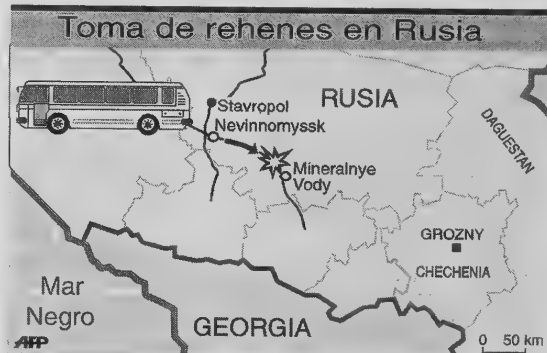 Toma de rehenes en Rusia
Stavropol
Nevinnomyssk
RUSIA
DAGUESTAN
Mineralnye
Vody
GROZNY
CHECHENIA
Mar
Negro
GEORGIA
AFP
0 50 km